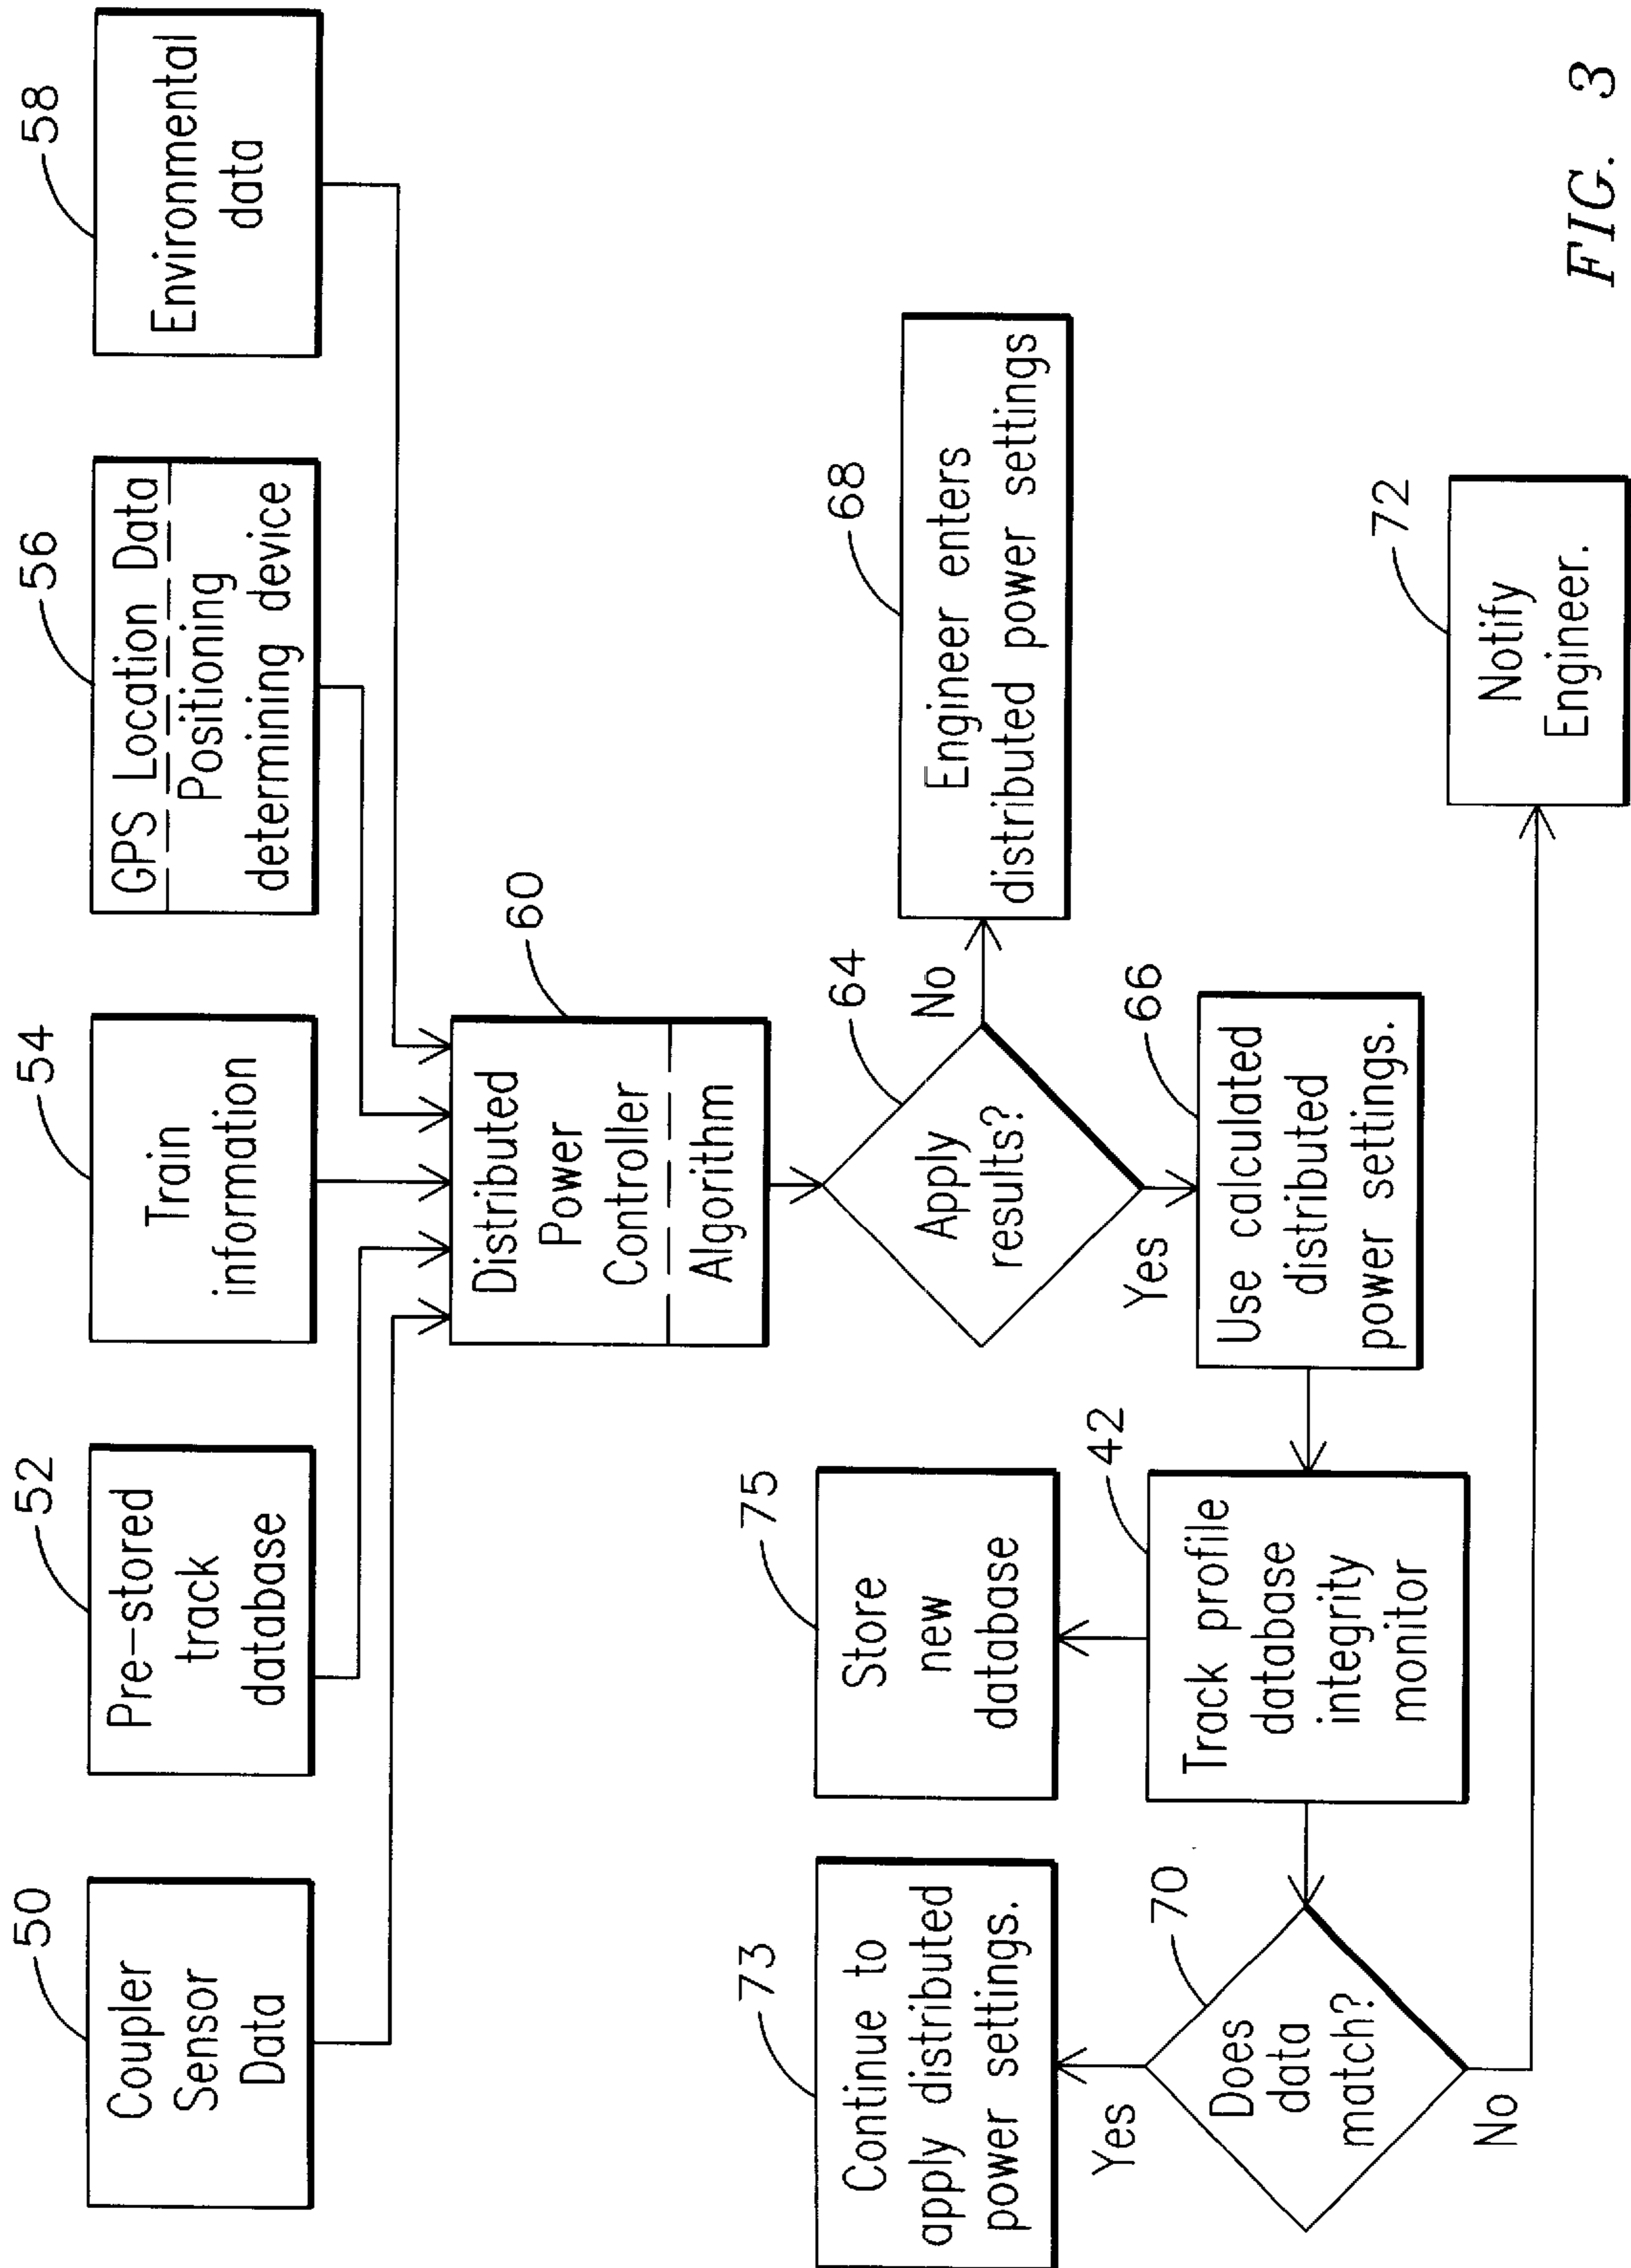 50
Coupler
Sensor
Data
52
Pre-stored
track
database
54
Train
information
56
GPS Location Data
Positioning
determining device
58
Environmental
data
60
Distributed
Power
Controller
Algorithm
64
Apply
results?
No
Yes
68
Engineer enters
distributed power settings
66
Use calculated
distributed
power settings.
42
Track profile
database
integrity
monitor
75
Store
new
database
70
Does
data
match?
Yes
No
73
Continue to
apply distributed
power settings.
72
Notify
Engineer.
FIG. 3